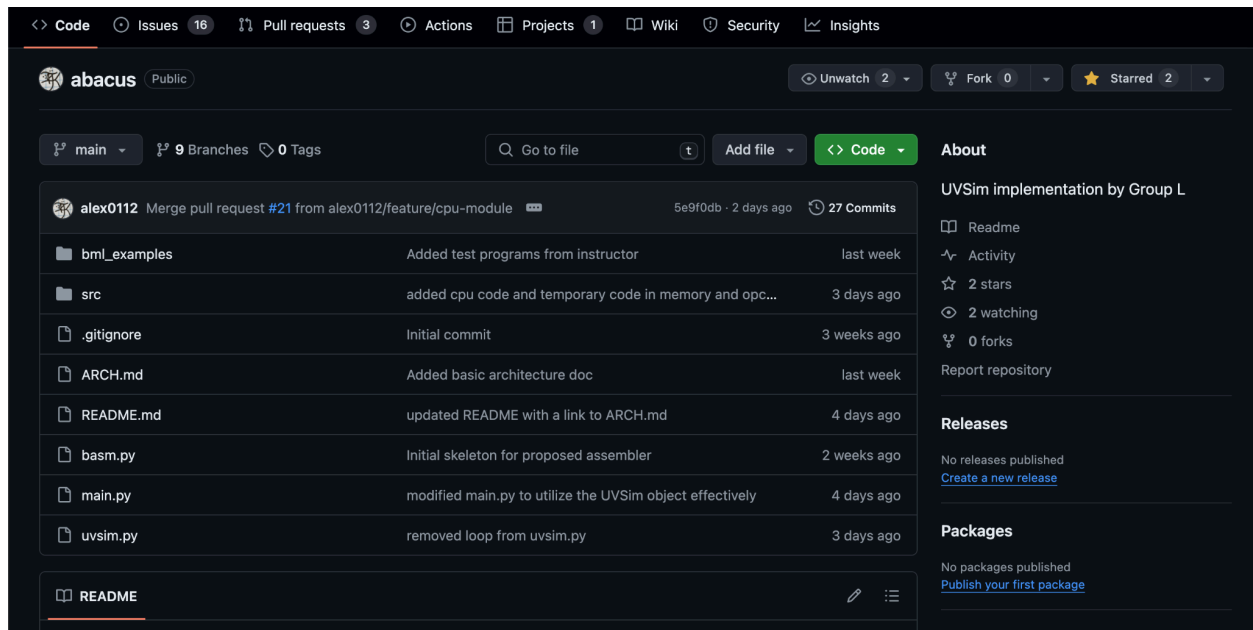 Code Issues 16 Pull requests 3 Actions Projects 1 Wiki Security Insights
abacus Public Unwatch 2 Fork 0 Starred 2
main 9 Branches 0 Tags Go to file t Add file Code
alex0112 Merge pull request #21 from alex0112/feature/cpu-module ... 5e9f0db · 2 days ago 27 Commits
bml_examples Added test programs from instructor last week
src added cpu code and temporary code in memory and opc... 3 days ago
.gitignore Initial commit 3 weeks ago
ARCH.md Added basic architecture doc last week
README.md updated README with a link to ARCH.md 4 days ago
basm.py Initial skeleton for proposed assembler 2 weeks ago
main.py modified main.py to utilize the UVSim object effectively 4 days ago
uvsim.py removed loop from uvsim.py 3 days ago
README
About
UVSim implementation by Group L
Readme
Activity
2 stars
2 watching
0 forks
Report repository
Releases
No releases published
Create a new release
Packages
No packages published
Publish your first package